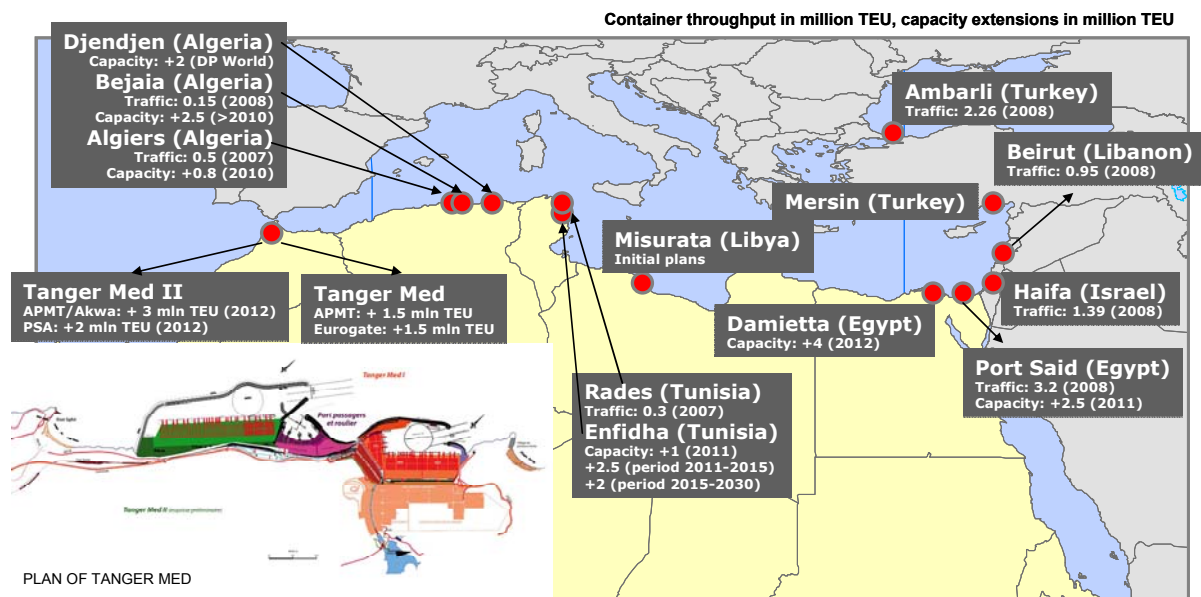 Container throughput in million TEU, capacity extensions in million TEU
Djendjen (Algeria)
Capacity: +2 (DP World)
Bejaia (Algeria)
Traffic: 0.15 (2008)
Capacity: +2.5 (>2010)
Algiers (Algeria)
Traffic: 0.5 (2007)
Capacity: +0.8 (2010)
Ambarli (Turkey)
Traffic: 2.26 (2008)
Beirut (Libanon)
Traffic: 0.95 (2008)
Mersin (Turkey)
Misurata (Libya)
Initial plans
Tanger Med II
APMT/Akwa: + 3 mln TEU (2012)
PSA: +2 mln TEU (2012)
Tanger Med
APMT: + 1.5 mln TEU
Eurogate: +1.5 mln TEU
Haifa (Israel)
Traffic: 1.39 (2008)
Damietta (Egypt)
Capacity: +4 (2012)
Port Said (Egypt)
Traffic: 3.2 (2008)
Capacity: +2.5 (2011)
Rades (Tunisia)
Traffic: 0.3 (2007)
Enfidha (Tunisia)
Capacity: +1 (2011)
+2.5 (period 2011-2015)
+2 (period 2015-2030)
Tanger Med I
Port passagers
et roulier
Tanger Med II
PLAN OF TANGER MED